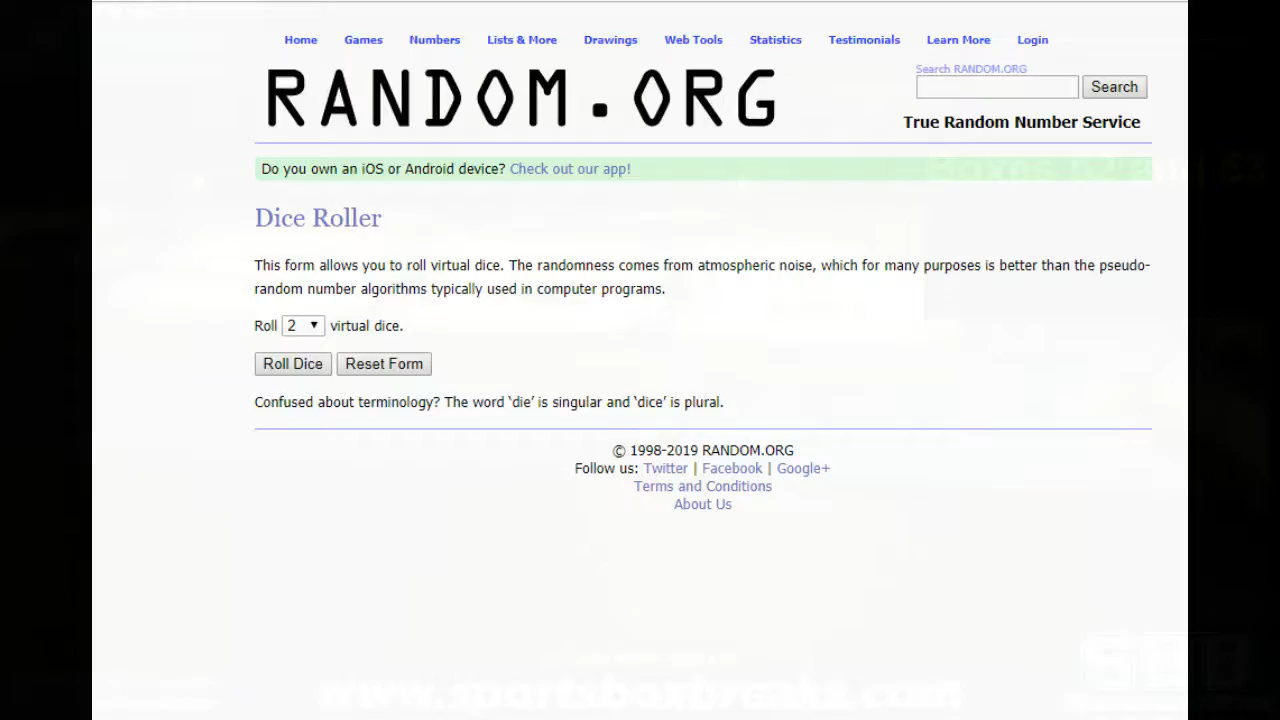 Home Games Numbers Lists & More Drawings Web Tools Statistics Testimonials Learn More Login
RANDOM.ORG
Search RANDOM.ORG
Search
True Random Number Service
Do you own an iOS or Android device? Check out our app!
Dice Roller
This form allows you to roll virtual dice. The randomness comes from atmospheric noise, which for many purposes is better than the pseudo-
random number algorithms typically used in computer programs.
Roll 2 virtual dice.
Roll Dice Reset Form
Confused about terminology? The word ‘die’ is singular and ‘dice’ is plural.
© 1998-2019 RANDOM.ORG
Follow us: Twitter | Facebook | Google+
Terms and Conditions
About Us
www.sportsboxbreaks.com
SBB